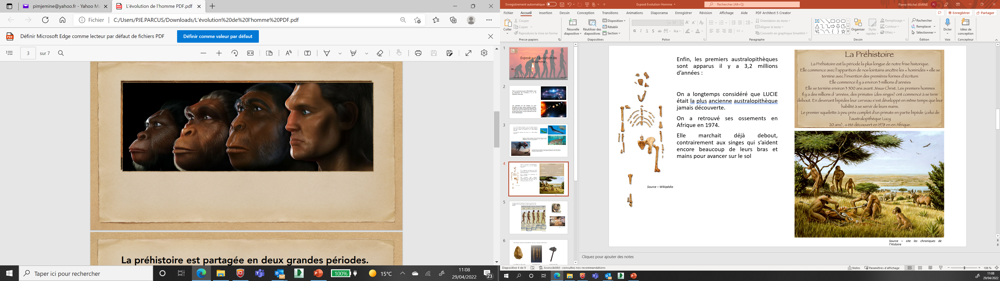 pimjemine@yahoo.fr - Yahoo Ma
L'évolution de l'homme PDF.pdf
Fichier
C:/Users/PJE.PARCUS/Downloads/L'évolution%20de%20l'homme%20PDF.pdf
Définir Microsoft Edge comme lecteur par défaut de fichiers PDF
Définir comme valeur par défaut
3 sur 7
La préhistoire est partagée en deux grandes périodes.
Taper ici pour rechercher
100%
15°C
11:08
29/04/2022
23
Enregistrement automatique
Exposé Evolution Homme
Rechercher (Alt+Q)
Pierre-Michel JEMINE
PJ
Fichier Accueil Insertion Dessin Conception Transitions Animations Diaporama Enregistrer Révision Affichage Aide PDF Architect 5 Creator
Enregistrer
Partager
Coller
Couper
Copier
Reproduire la mise en forme
Presse-papiers
Nouvelle diapositive
Réutiliser des diapositives
Disposition
Rétablir
Section
Diapositives
17
Police
Orientation du texte
Aligner le texte
Convertir en graphique SmartArt
Paragraphe
Organiser
Styles rapides
Remplissage
Contour
Effets
Dessin
Rechercher
Remplacer
Sélectionner
Édition
Dicter
Voix
Idées de conception
Concepteur
1
Exposé sur l'évolution de
l'Homme
2
3
4
5
6
Enfin, les premiers australopithèques
sont apparus il y a 3,2 millions
d'années :
On a longtemps considéré que LUCIE
était la plus ancienne australopithèque
jamais découverte.
On a retrouvé ses ossements en
Afrique en 1974.
Elle marchait déjà debout,
contrairement aux singes qui s'aident
encore beaucoup de leurs bras et
mains pour avancer sur le sol
Source – Wikipédia
La Préhistoire
La Préhistoire est la période la plus longue de notre frise historique.
Elle commence avec l'apparition de nos lointains ancêtre les « hominidés » elle se
termine avec l'invention des premières formes d'écriture
Elle commence il y a environ 3 millions d'années
Elle se termine environ 3 500 ans avant Jésus Christ. Les premiers hommes
Il y a des millions d 'années, des primates (des singes) ont commencé à se tenir
debout. En devenant bipèdes leur cerveau s'est développé en même temps que leur
habilité à se servir de leurs mains.
Le premier squelette à peu près complet d'un primate en partie bipède (celui de
l'australopithèque Lucy
20 ans), a été découvert en 1978 en en Afrique.
Source – site les chroniques de
l'Histoire
Cliquez pour ajouter des notes
Diapositive 4 de 9
Accessibilité : consultez nos recommandations
Notes
Paramètres d'affichage
108 %
11:08
29/04/2022